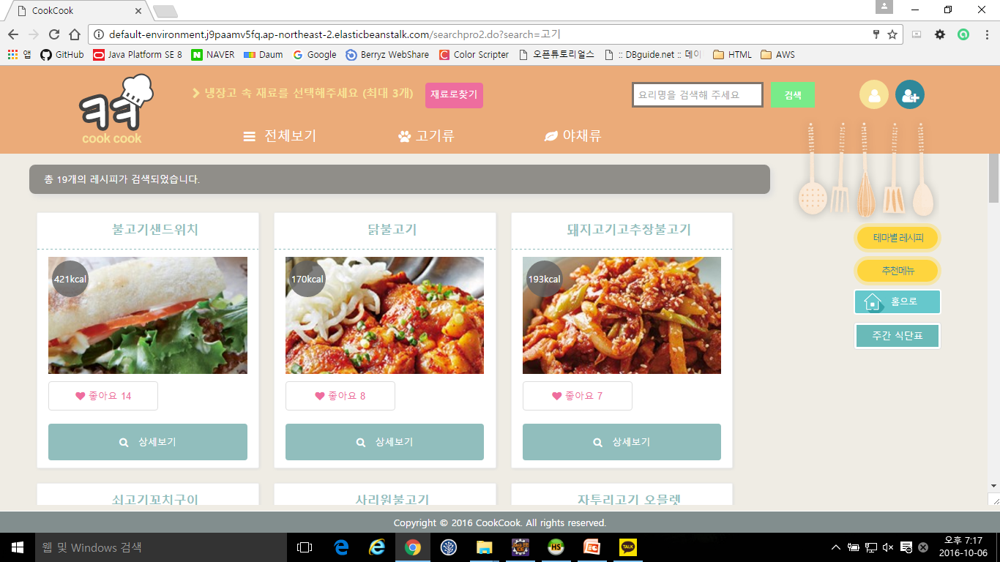 CookCook
default-environment.j9paamv5fq.ap-northeast-2.elasticbeanstalk.com/searchpro2.do?search=고기
앱 GitHub Java Platform SE 8 NAVER Daum Google Berryz WebShare Color Scripter 오픈튜토리얼스 :: DBguide.net :: 데이 HTML AWS
쿡쿡
cook cook
냉장고 속 재료를 선택해주세요 (최대 3개) 재료로찾기 요리명을 검색해 주세요 검색
전체보기 고기류 야채류
총 19개의 레시피가 검색되었습니다.
불고기샌드위치 닭불고기 돼지고기고추장불고기
421kcal 170kcal 193kcal
좋아요 14 좋아요 8 좋아요 7
상세보기 상세보기 상세보기
쇠고기꼬치구이 사리원불고기 자투리고기 오믈렛
테마별레시피
추천메뉴
홈으로
주간 식단표
Copyright © 2016 CookCook. All rights reserved.
웹 및 Windows 검색
JAVA EE IDE
HS
TALK
오후 7:17
2016-10-06